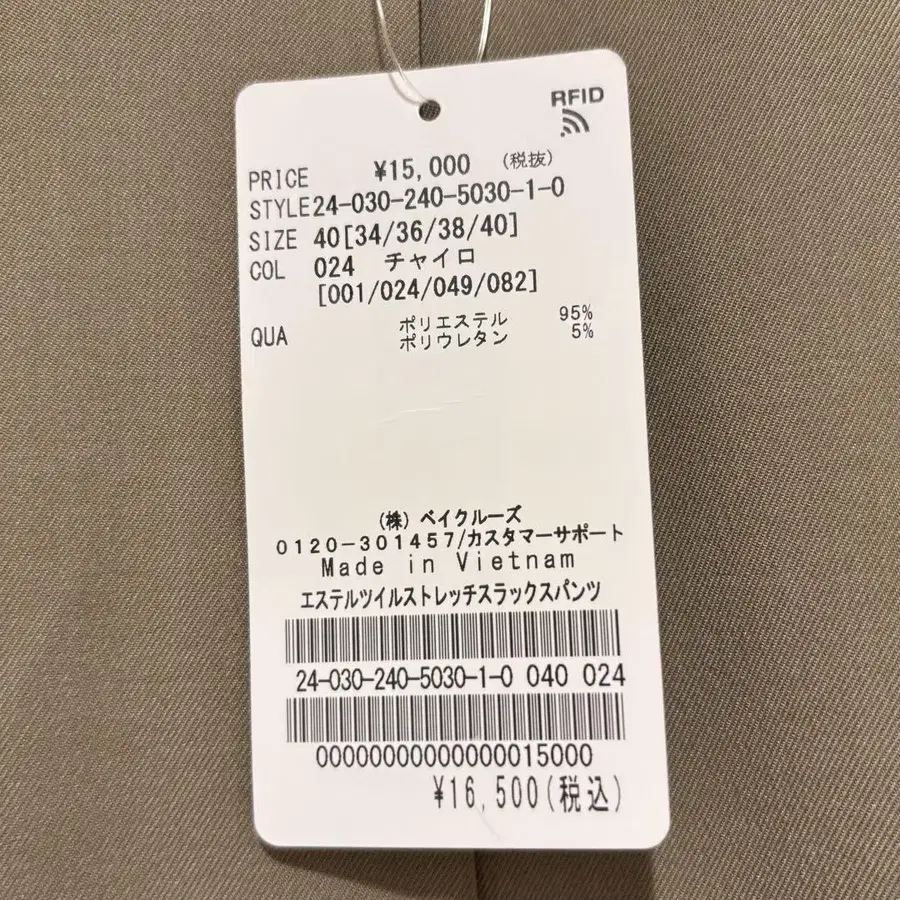 RFID
PRICE ¥15,000 (税抜)
STYLE24-030-240-5030-1-0
SIZE 40[34/36/38/40]
COL 024 チャイロ
[001/024/049/082]
QUA ポリエステル 95%
ポリウレタン 5%
(株)ベイクルーズ
0120-301457/カスタマーサポート
Made in Vietnam
エステルツイルストレッチスラックスパンツ
24-030-240-5030-1-0 040 024
00000000000000015000
¥16,500(税込)